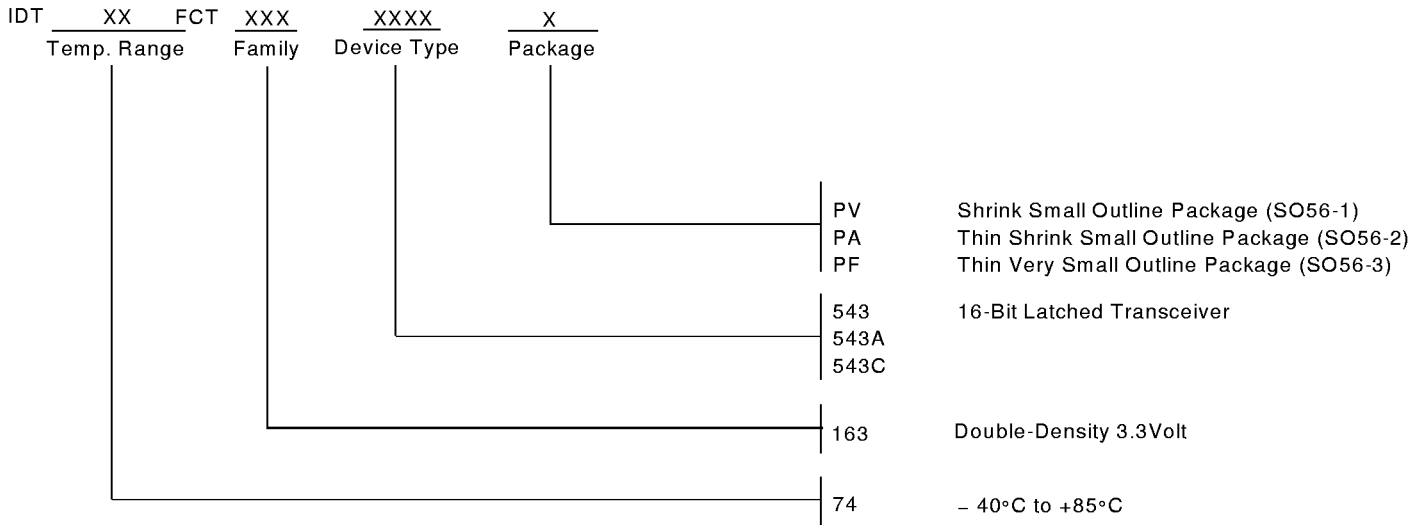 IDT XX FCT XXX XXXX X
Temp. Range Family Device Type Package
PV Shrink Small Outline Package (SO56-1)
PA Thin Shrink Small Outline Package (SO56-2)
PF Thin Very Small Outline Package (SO56-3)
543 16-Bit Latched Transceiver
543A
543C
163 Double-Density 3.3Volt
74 – 40°C to +85°C